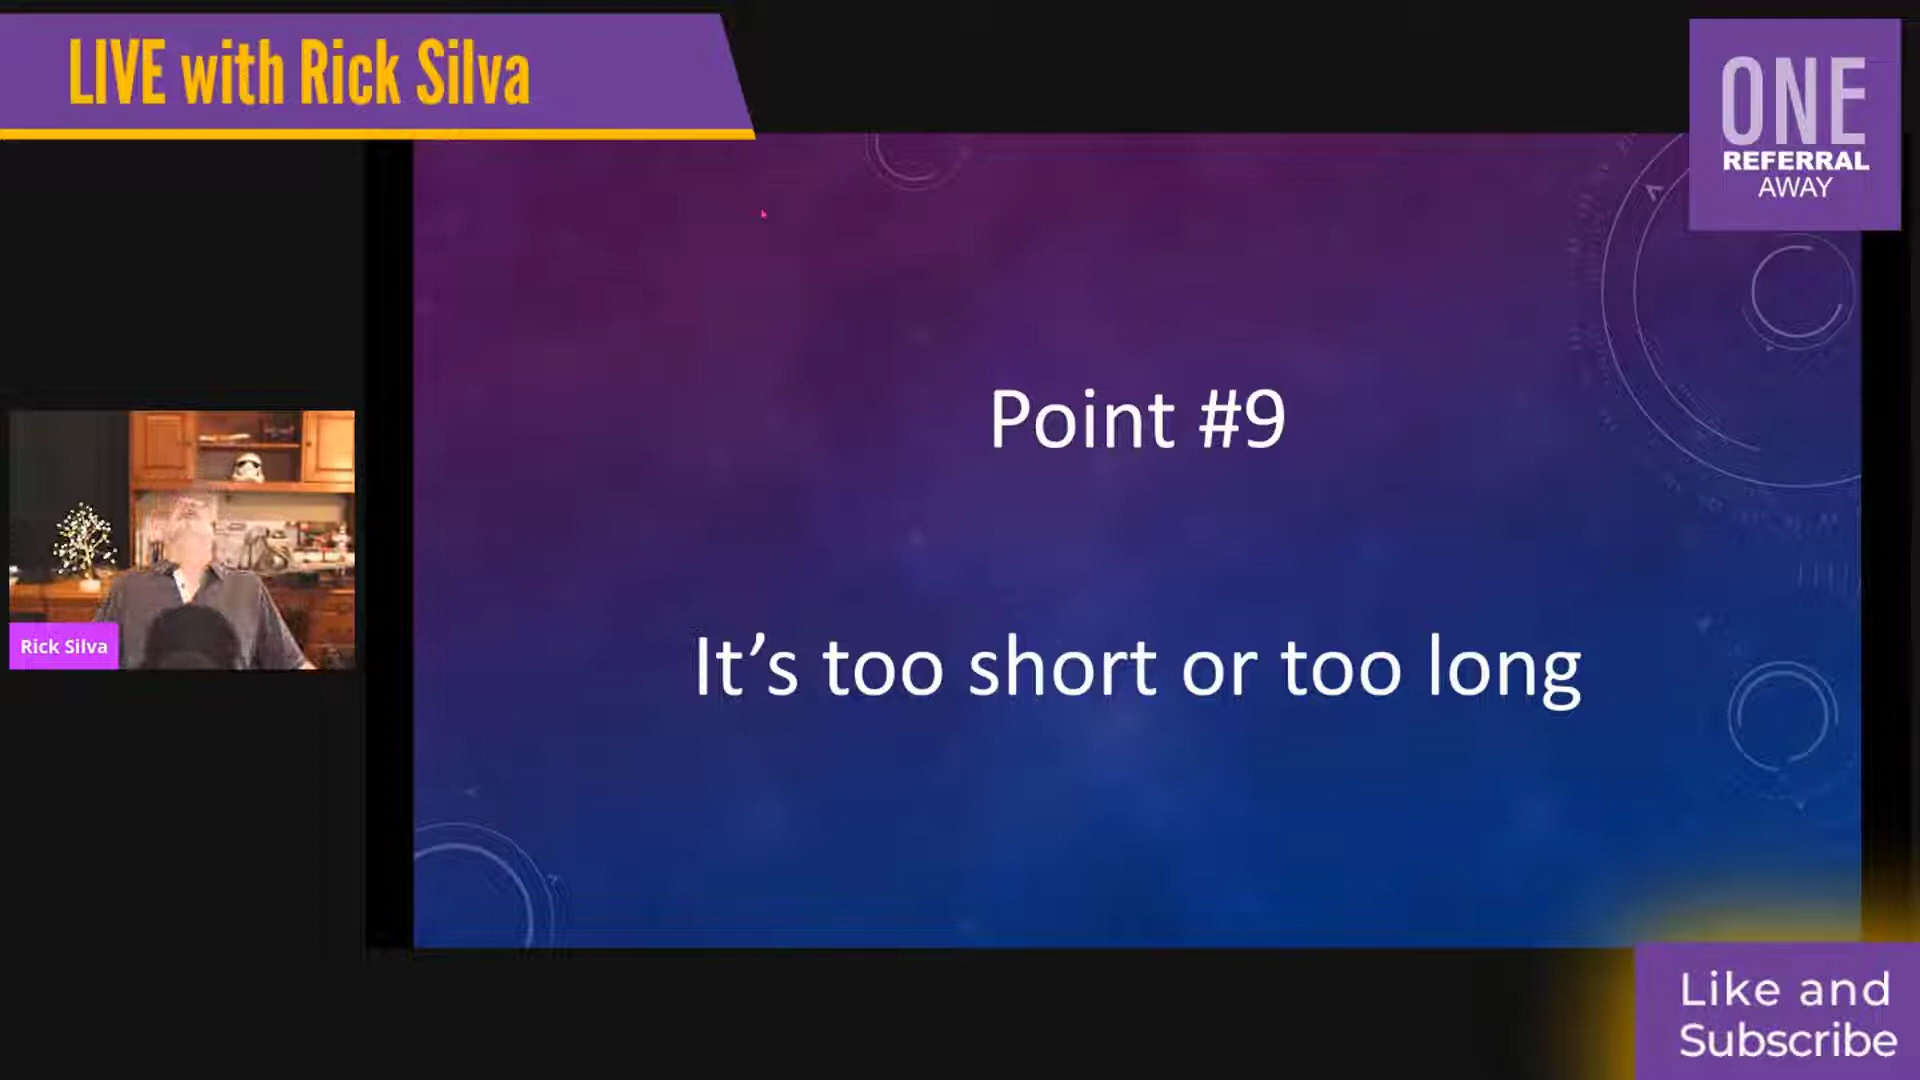 LIVE with Rick Silva
ONE
REFERRAL
AWAY
Point #9
It’s too short or too long
Rick Silva
Like and
Subscribe